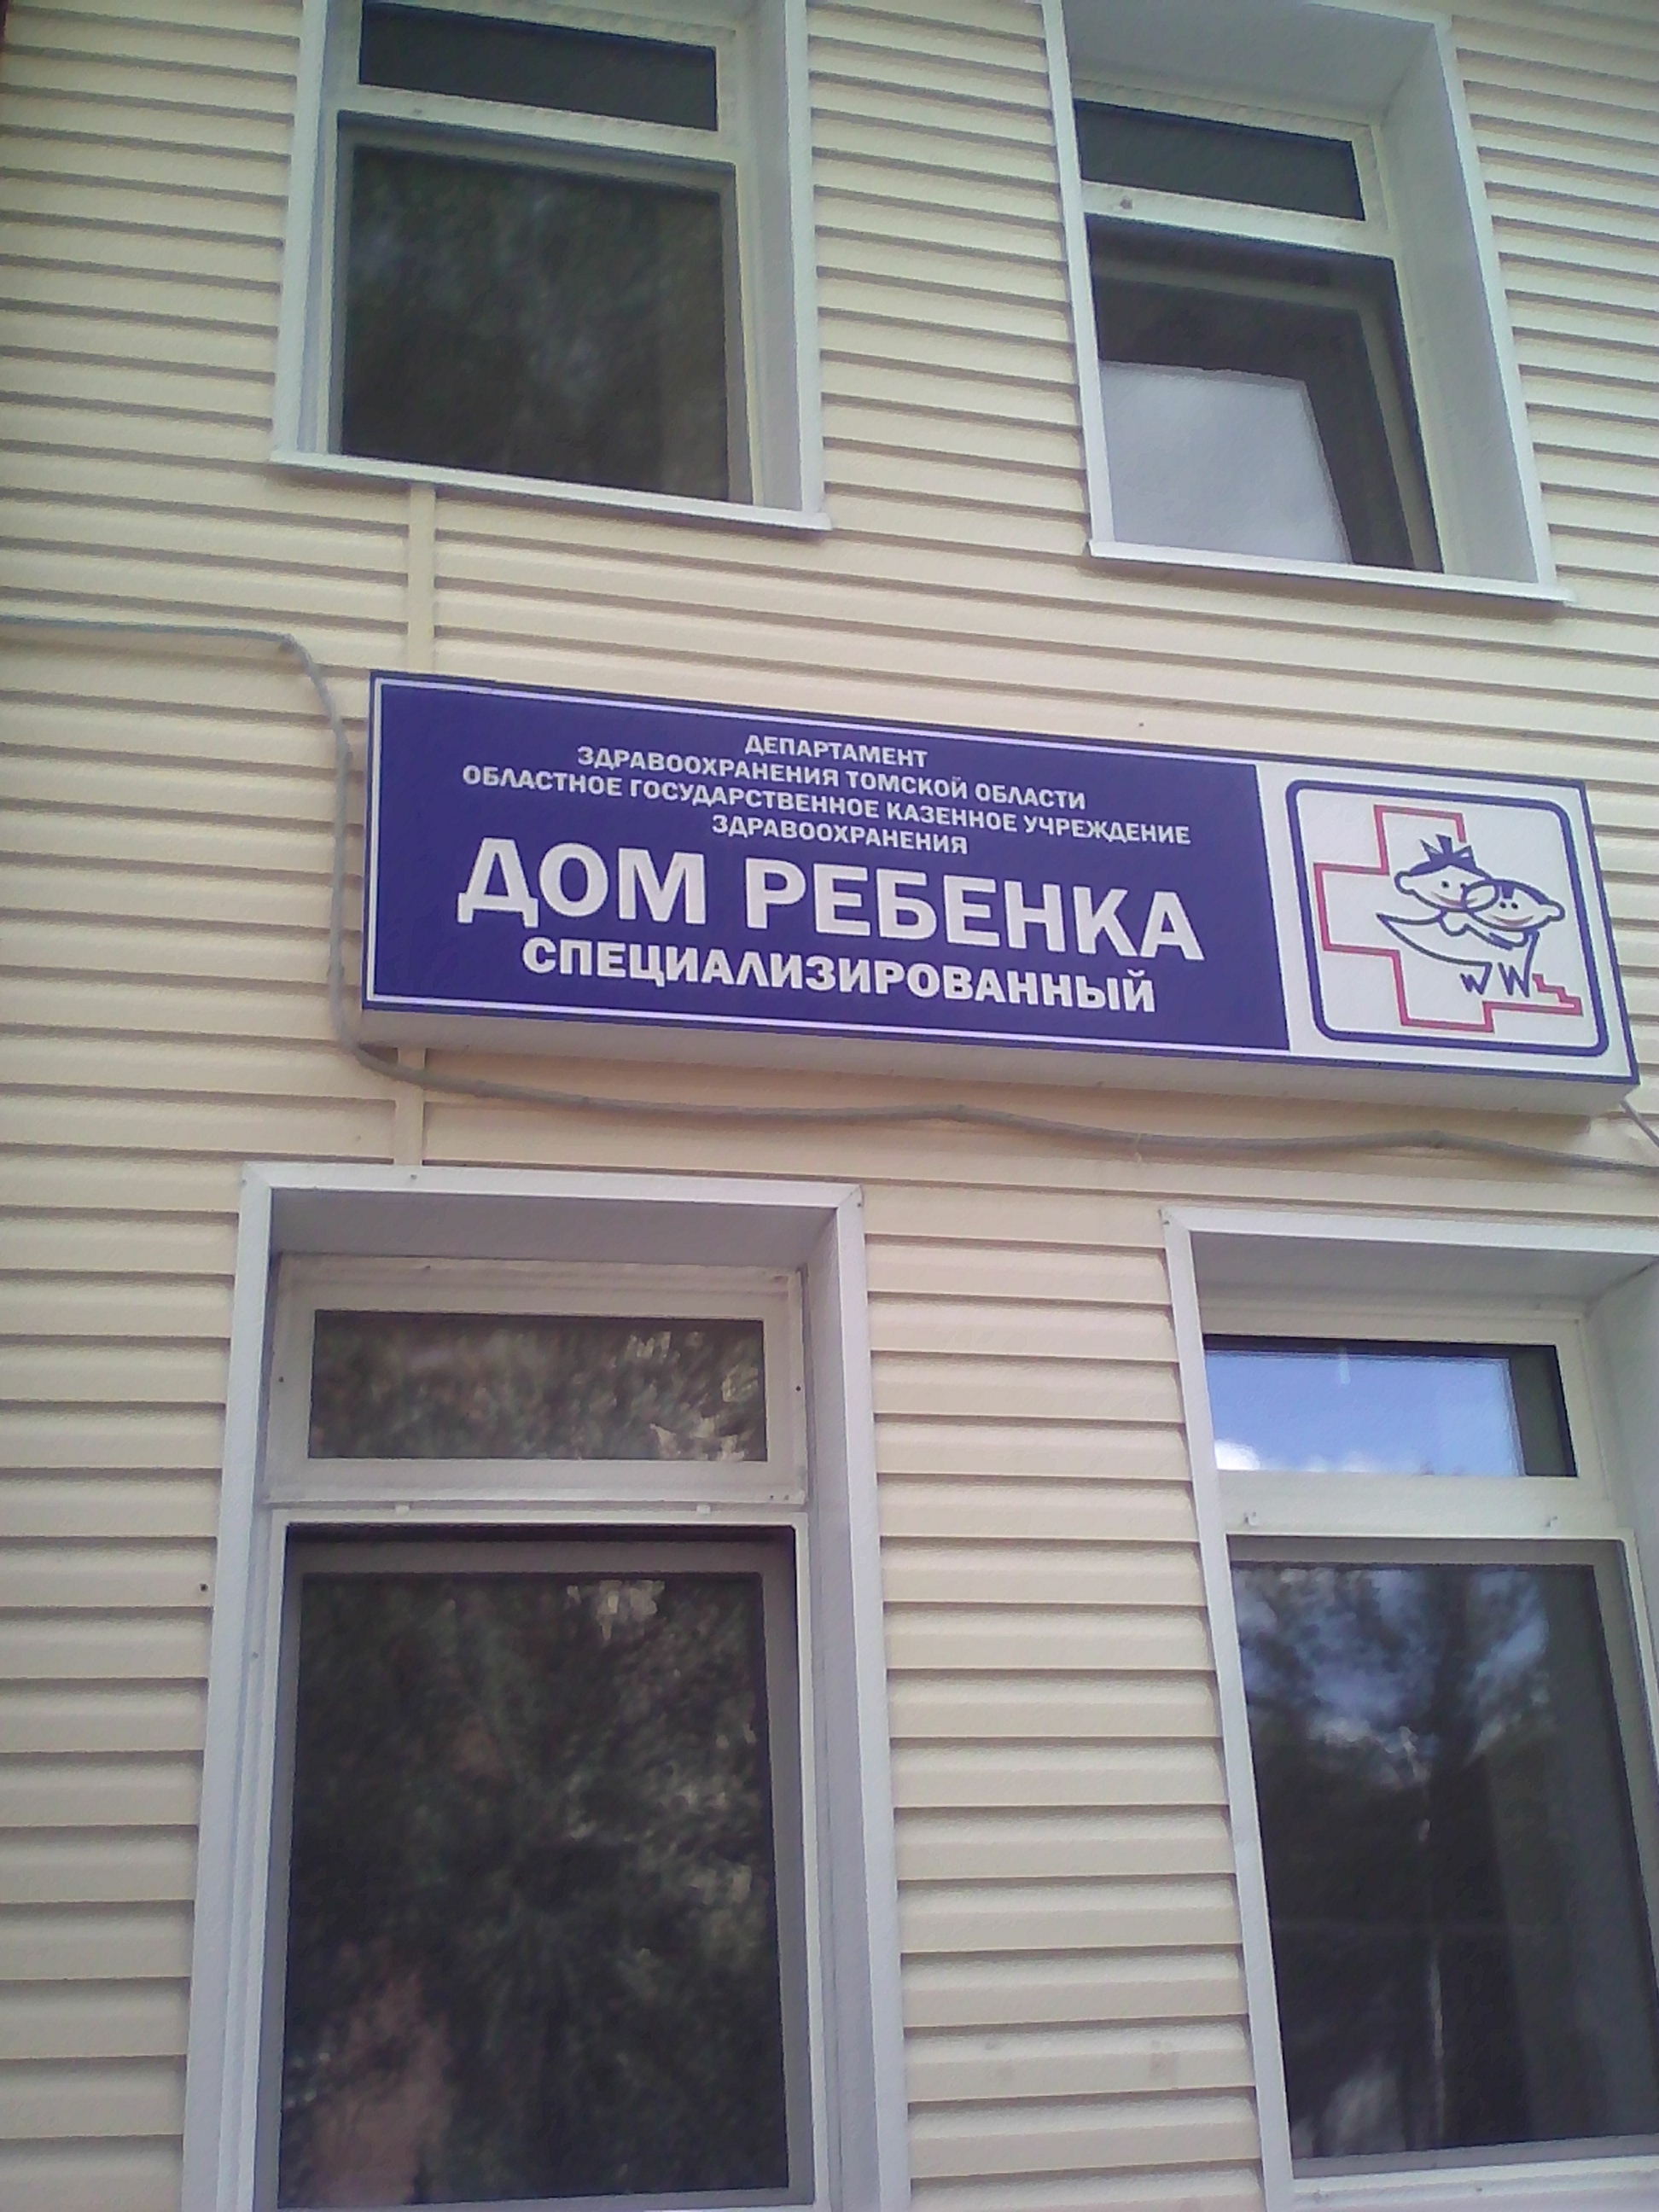 ДЕПАРТАМЕНТ
ЗДРАВООХРАНЕНИЯ ТОМСКОЙ ОБЛАСТИ
ОБЛАСТНОЕ ГОСУДАРСТВЕННОЕ КАЗЕННОЕ УЧРЕЖДЕНИЕ
ЗДРАВООХРАНЕНИЯ
ДОМ РЕБЕНКА
СПЕЦИАЛИЗИРОВАННЫЙ